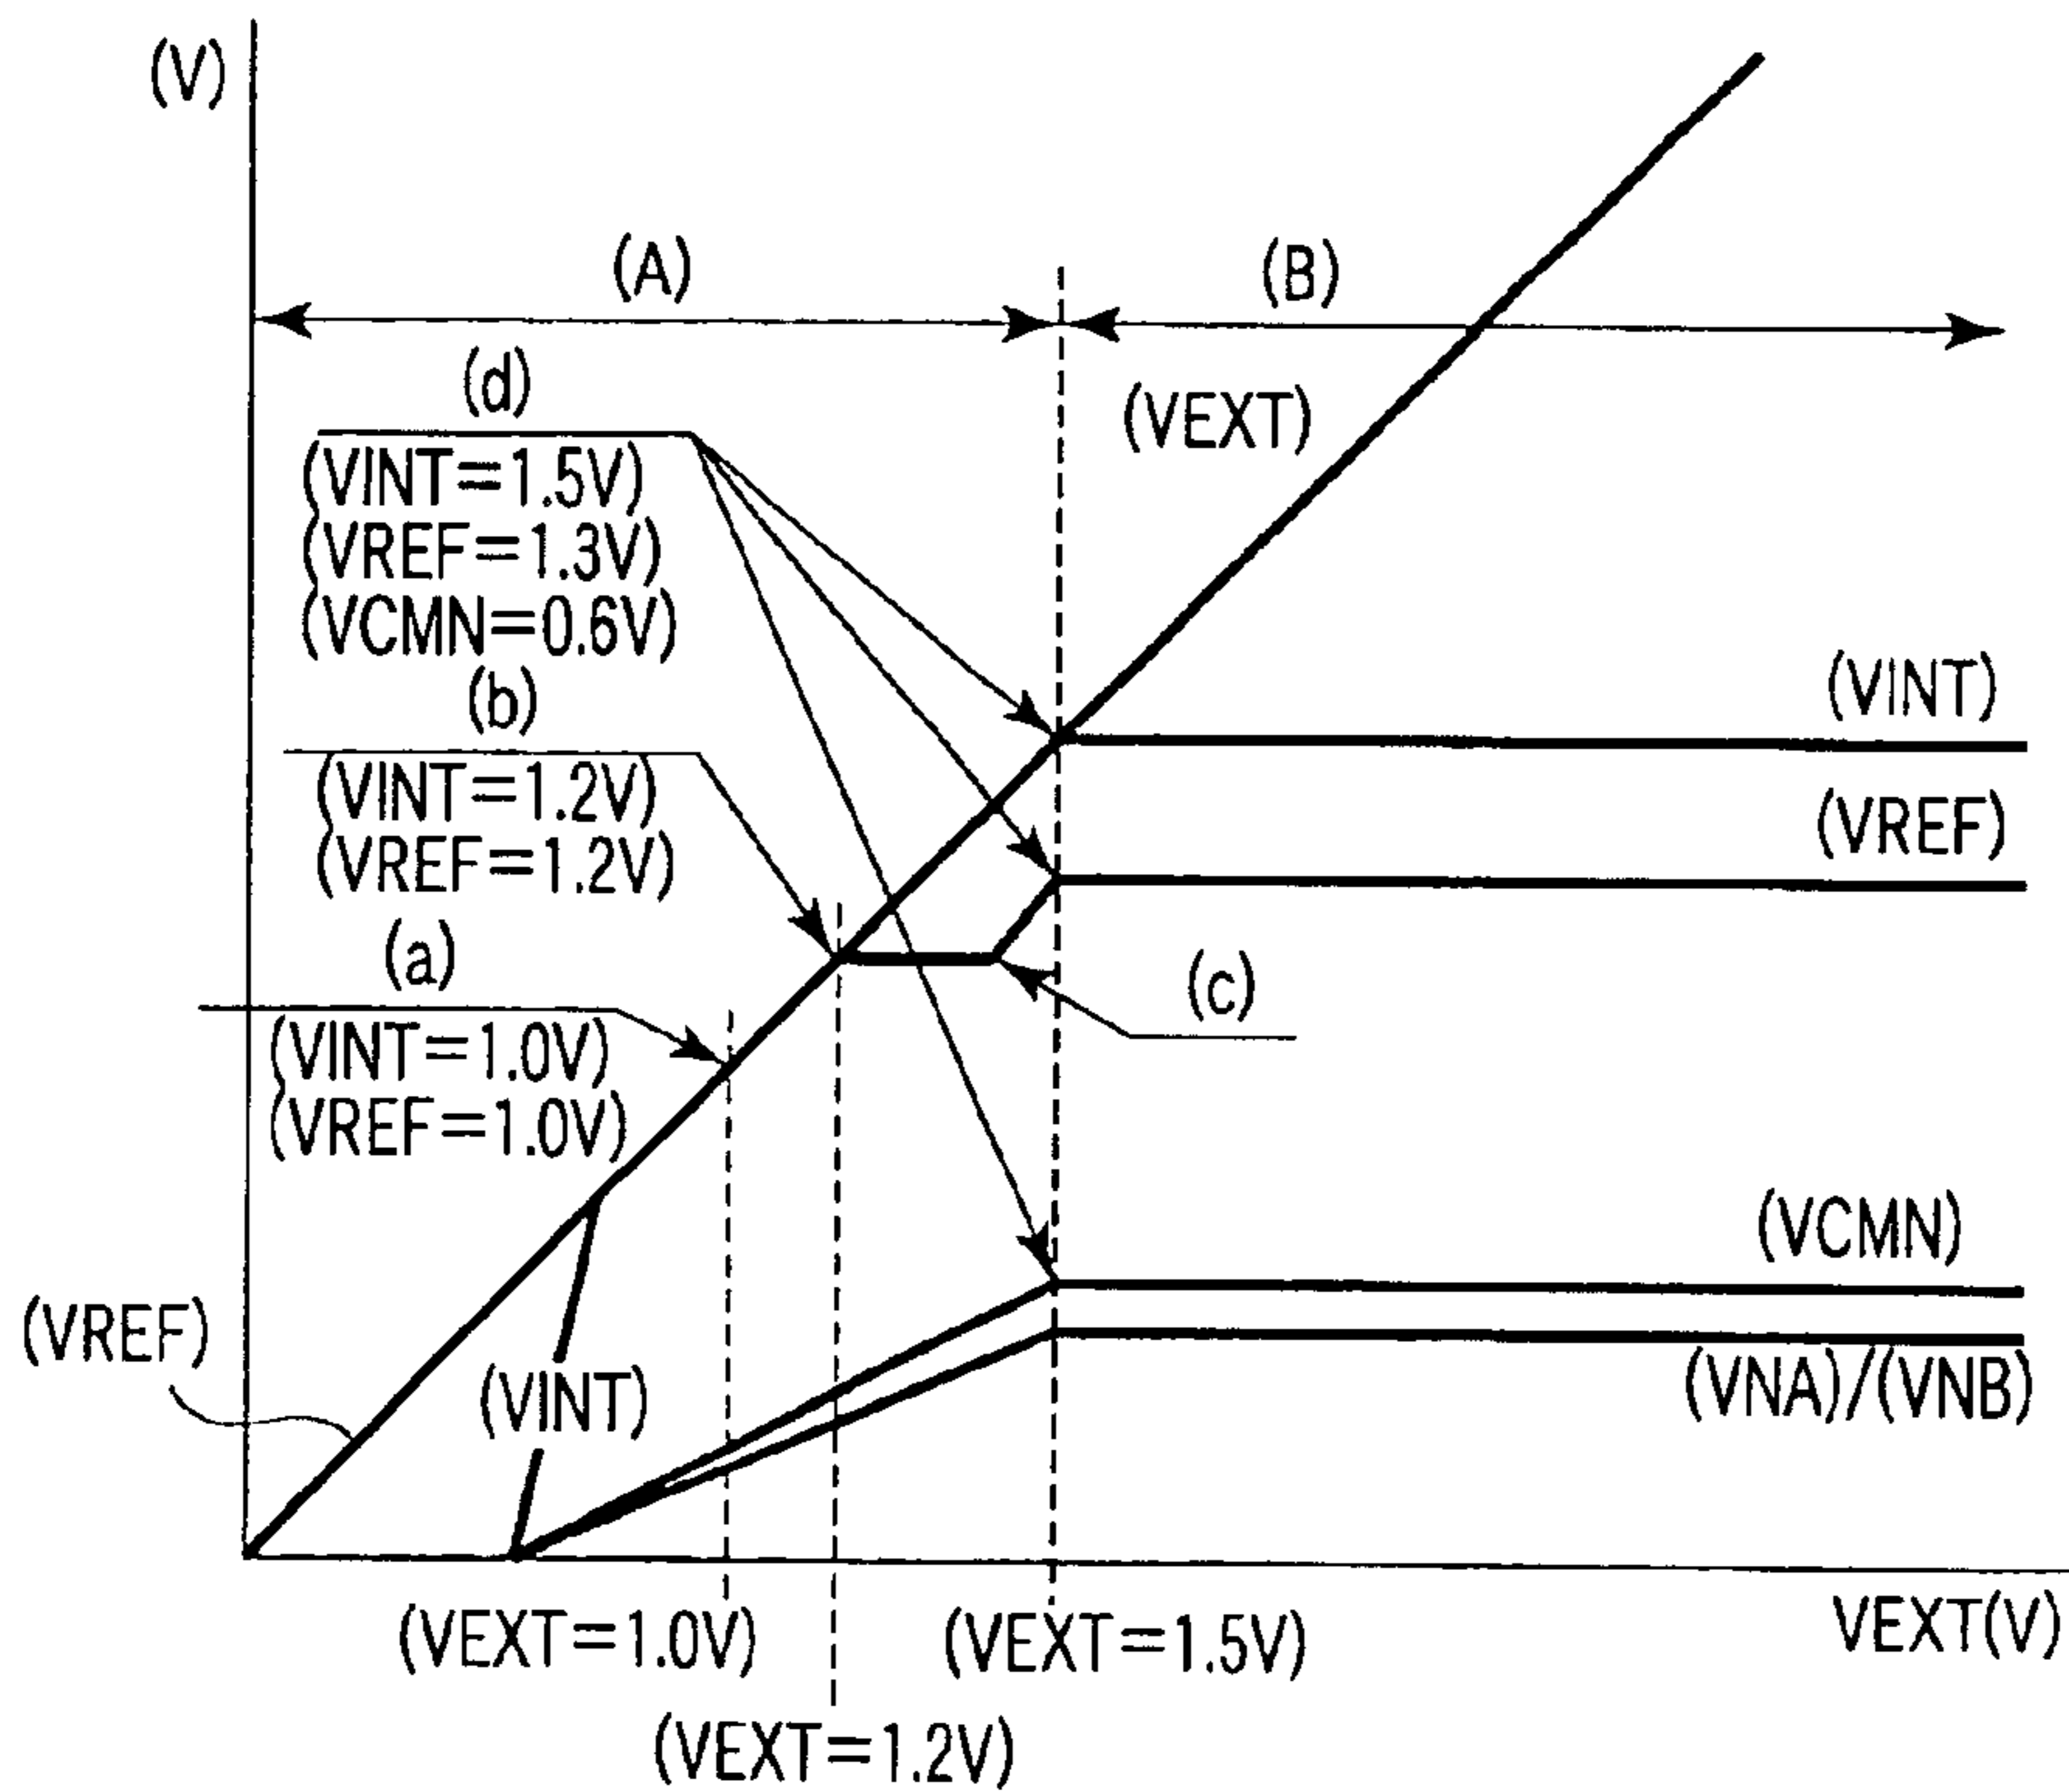 (V)
(A)
(B)
(d)
(VEXT)
(VINT=1.5V)
(VREF=1.3V)
(VCMN=0.6V)
(b)
(VINT)
(VINT=1.2V)
(VREF=1.2V)
(VREF)
(a)
(c)
(VINT=1.0V)
(VREF=1.0V)
(VCMN)
(VREF)
(VINT)
(VNA)/(VNB)
(VEXT=1.0V)
(VEXT=1.5V)
VEXT(V)
(VEXT=1.2V)